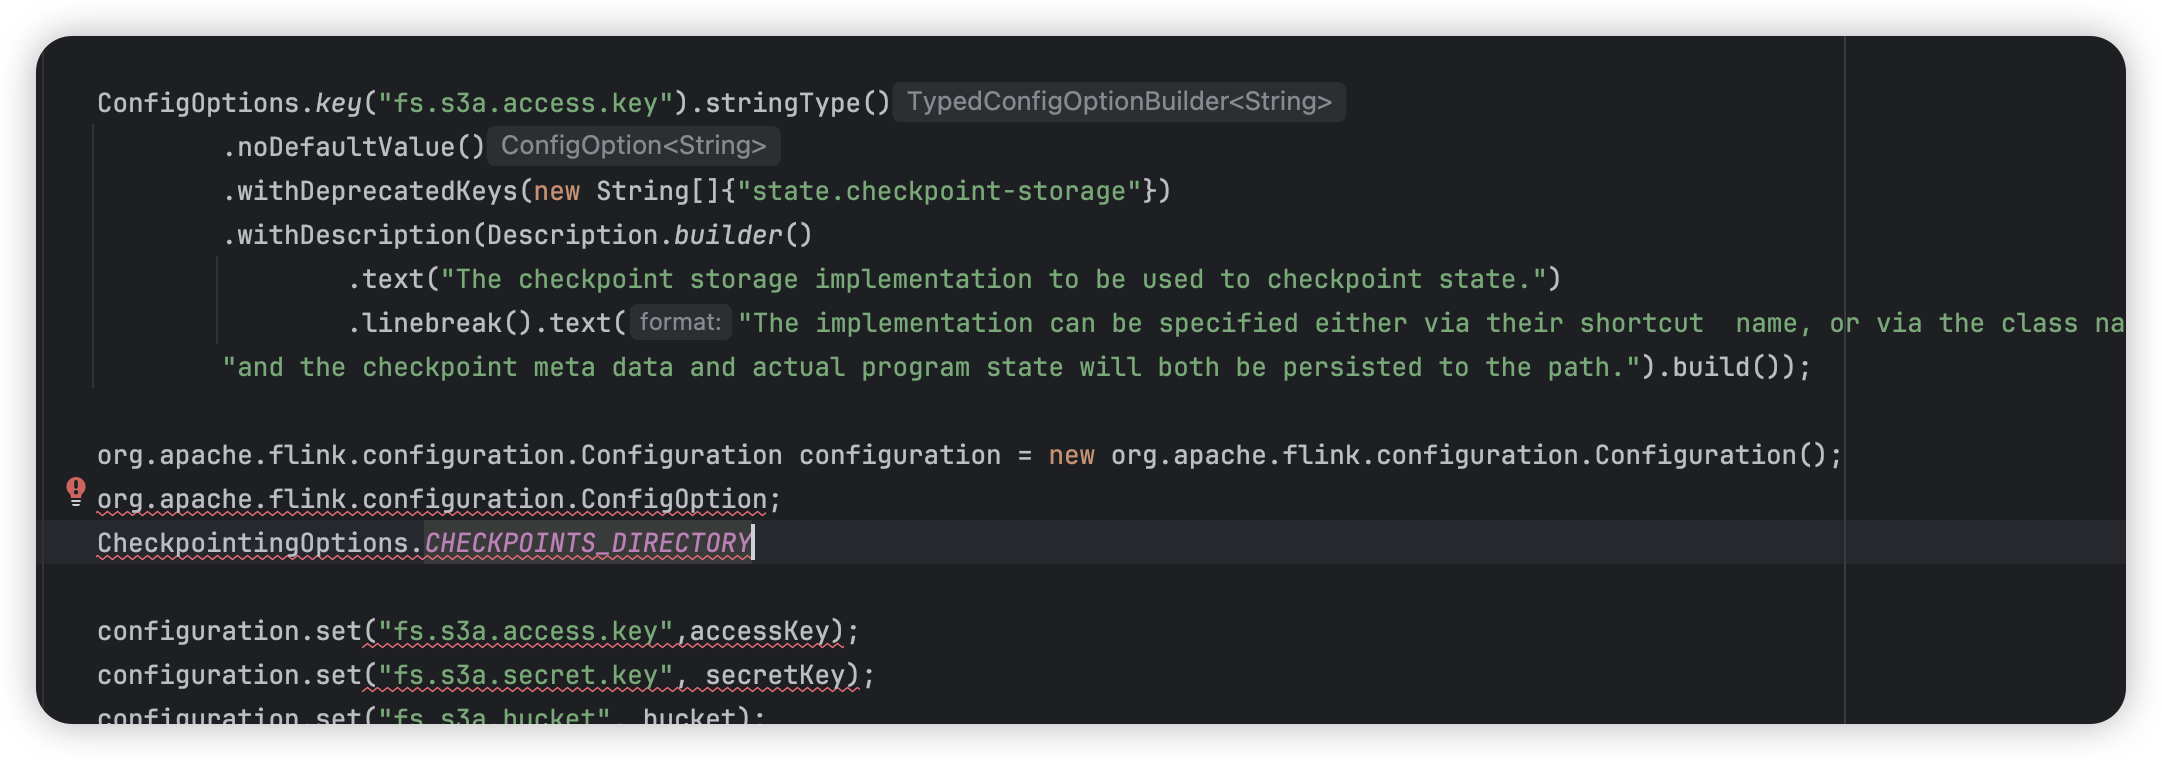 ConfigOptions.key("fs.s3a.access.key").stringType() TypedConfigOptionBuilder<String>
.noDefaultValue() ConfigOption<String>
.withDeprecatedKeys(new String[]{"state.checkpoint-storage"})
.withDescription(Description.builder()
.text("The checkpoint storage implementation to be used to checkpoint state.")
.linebreak().text( format: "The implementation can be specified either via their shortcut  name, or via the class na
"and the checkpoint meta data and actual program state will both be persisted to the path.").build());
org.apache.flink.configuration.Configuration configuration = new org.apache.flink.configuration.Configuration();
org.apache.flink.configuration.ConfigOption;
CheckpointingOptions.CHECKPOINTS_DIRECTORY
configuration.set("fs.s3a.access.key",accessKey);
configuration.set("fs.s3a.secret.key", secretKey);
configuration.set("fs.s3a.bucket", bucket);